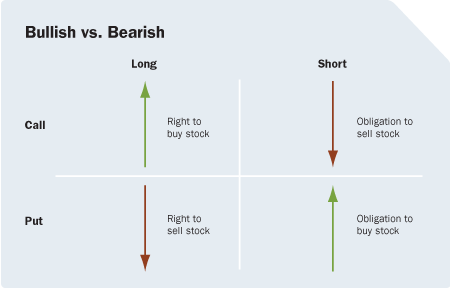 Bullish vs. Bearish
Long
Short
Call
Right to
buy stock
Obligation to
sell stock
Put
Right to
sell stock
Obligation to
buy stock